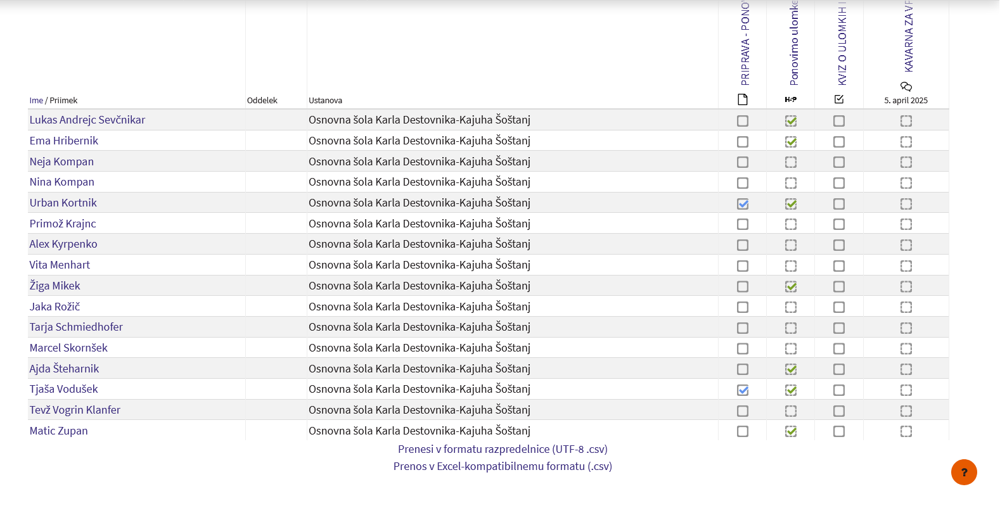 PRIPRAVA - PONO
Ponovimo ulomke
KVIZ O ULOMKIH
KAVARNA ZA
Ime / Priimek Oddelek Ustanova H-P 5. april 2025
Lukas Andrejc Sevčnikar Osnovna šola Karla Destovnika-Kajuha Šoštanj
Ema Hribernik Osnovna šola Karla Destovnika-Kajuha Šoštanj
Neja Kompan Osnovna šola Karla Destovnika-Kajuha Šoštanj
Nina Kompan Osnovna šola Karla Destovnika-Kajuha Šoštanj
Urban Kortnik Osnovna šola Karla Destovnika-Kajuha Šoštanj
Primož Krajnc Osnovna šola Karla Destovnika-Kajuha Šoštanj
Alex Kyrpenko Osnovna šola Karla Destovnika-Kajuha Šoštanj
Vita Menhart Osnovna šola Karla Destovnika-Kajuha Šoštanj
Žiga Mikek Osnovna šola Karla Destovnika-Kajuha Šoštanj
Jaka Rožič Osnovna šola Karla Destovnika-Kajuha Šoštanj
Tarja Schmiedhofer Osnovna šola Karla Destovnika-Kajuha Šoštanj
Marcel Skornšek Osnovna šola Karla Destovnika-Kajuha Šoštanj
Ajda Šteharnik Osnovna šola Karla Destovnika-Kajuha Šoštanj
Tjaša Vodušek Osnovna šola Karla Destovnika-Kajuha Šoštanj
Tevž Vogrin Klanfer Osnovna šola Karla Destovnika-Kajuha Šoštanj
Matic Zupan Osnovna šola Karla Destovnika-Kajuha Šoštanj
Prenesi v formatu razpredelnice (UTF-8 .csv)
Prenos v Excel-kompatibilnemu formatu (.csv)
?